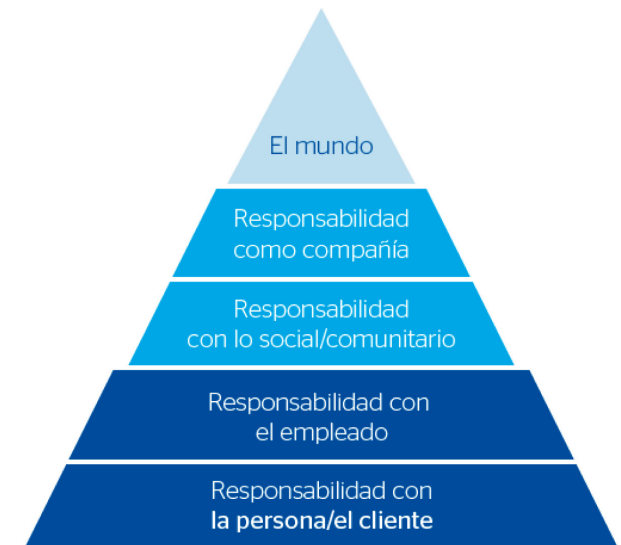 El mundo
Responsabilidad
como compañía
Responsabilidad
con lo social/comunitario
Responsabilidad con
el empleado
Responsabilidad con
la persona/el cliente